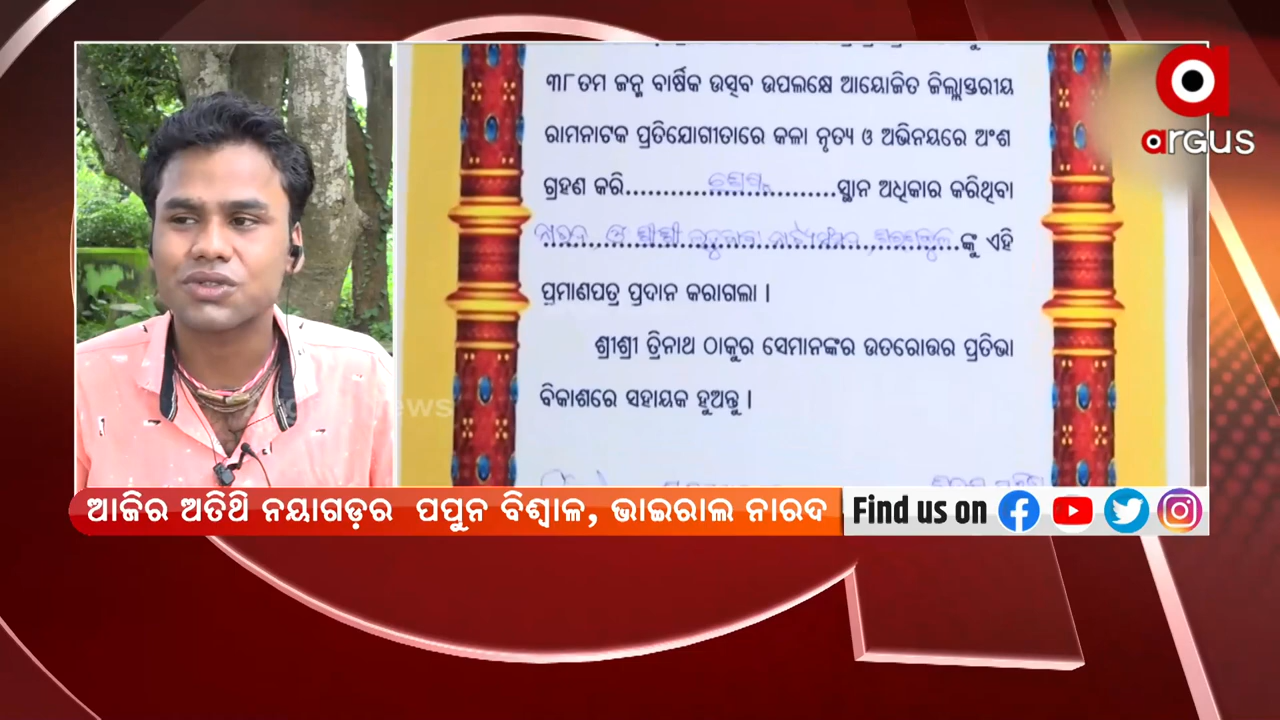 ୩୮ତମ ଜନ୍ମ ବାର୍ଷିକ ଉତ୍ସବ ଉପଲକ୍ଷେ ଆୟୋଜିତ ଜିଲ୍ଲାସ୍ତରୀୟ
ରାମନାଟକ ପ୍ରତିଯୋଗୀତାରେ କଳା ନୃତ୍ୟ ଓ ଅଭିନୟରେ ଅଂଶ
ଗ୍ରହଣ କରି..............................ସ୍ଥାନ ଅଧିକାର କରିଥିବା
ଙ୍କୁ ଏହି
ପ୍ରମାଣପତ୍ର ପ୍ରଦାନ କରାଗଲା ।
ଶ୍ରୀଶ୍ରୀ ତ୍ରିନାଥ ଠାକୁର ସେମାନଙ୍କର ଉତରୋଉର ପ୍ରତିଭା
ବିକାଶରେ ସହାୟକ ହୁଅନ୍ତୁ ।
argus
ଆଜିର ଅତିଥି ନୟାଗଡ଼ର ପପୁନ ବିଶ୍ୱାଳ, ଭାଇରାଲ ନାରଦ
Find us on